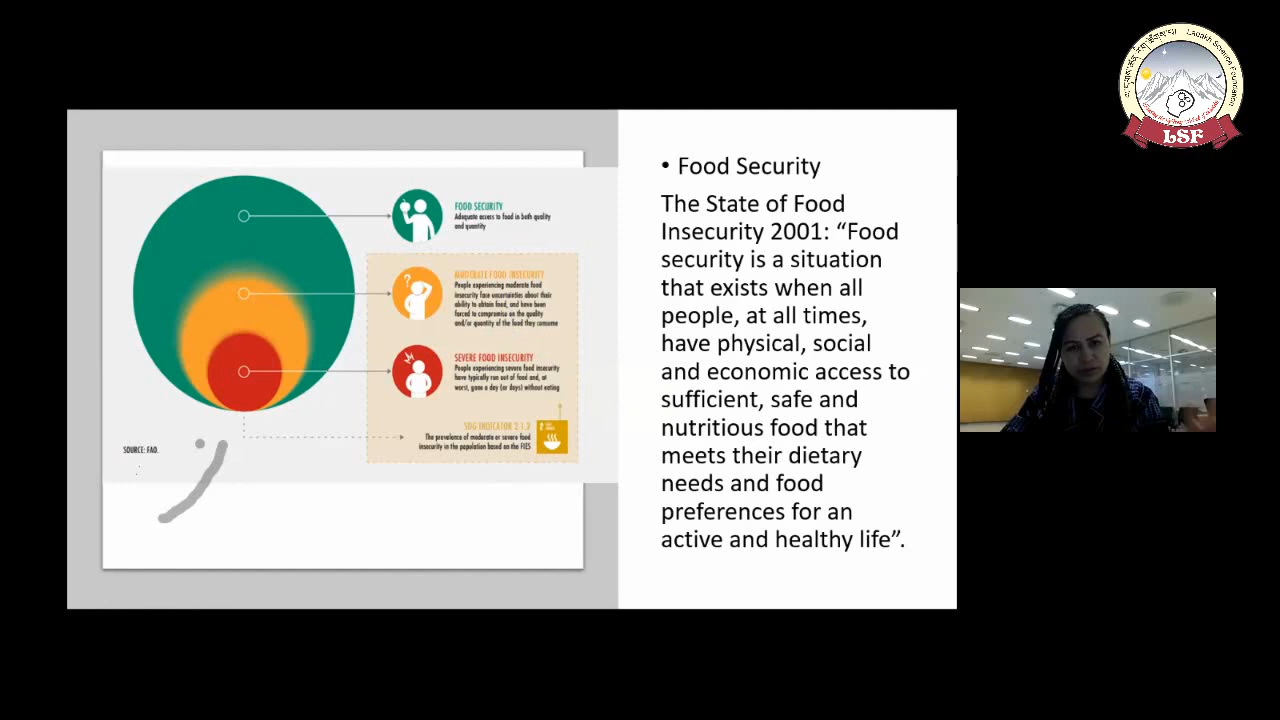 FOOD SECURITY
Adequate access to food in both quality
and quantity
MODERATE FOOD INSECURITY
People experiencing moderate food
insecurity face uncertainties about their
ability to obtain food, and have been
forced to compromise on the quality
and/or quantity of the food they consume
SEVERE FOOD INSECURITY
People experiencing severe food insecurity
have typically run out of food and, at
worst, gone a day (or days) without eating
SDG INDICATOR 2.1.2
The prevalence of moderate or severe food
insecurity in the population based on the FIES
SOURCE: FAO.
• Food Security
The State of Food
Insecurity 2001: “Food
security is a situation
that exists when all
people, at all times,
have physical, social
and economic access to
sufficient, safe and
nutritious food that
meets their dietary
needs and food
preferences for an
active and healthy life”.
Ladakh Science Foundation
LSF